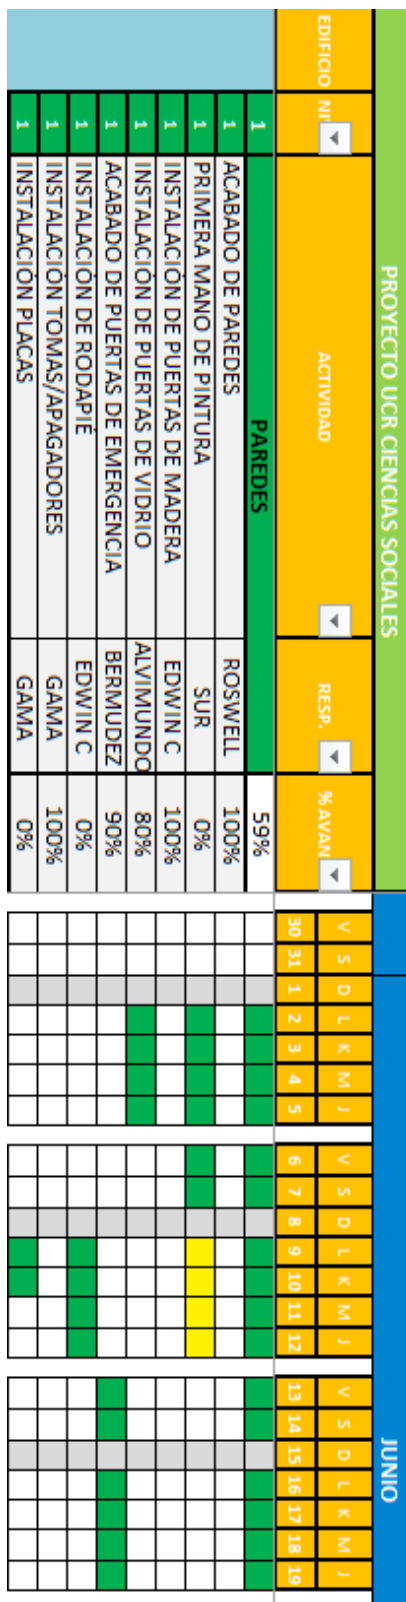 PROYECTO UCR CIENCIAS SOCIALES JUNIO
EDIFICIO NI ACTIVIDAD RESP. % AVAN V S D L K M J V S D L K M J V S D L K M J
30 31 1 2 3 4 5 6 7 8 9 10 11 12 13 14 15 16 17 18 19
1 PAREDES 59%
1 ACABADO DE PAREDES ROSWELL 100%
1 PRIMERA MANO DE PINTURA SUR 0%
1 INSTALACIÓN DE PUERTAS DE MADERA EDWIN C 100%
1 INSTALACIÓN DE PUERTAS DE VIDRIO ALVIMUNDO 80%
1 ACABADO DE PUERTAS DE EMERGENCIA BERMUDEZ 90%
1 INSTALACIÓN DE RODAPIÉ EDWIN C 0%
1 INSTALACIÓN TOMAS/APAGADORES GAMA 100%
1 INSTALACIÓN PLACAS GAMA 0%